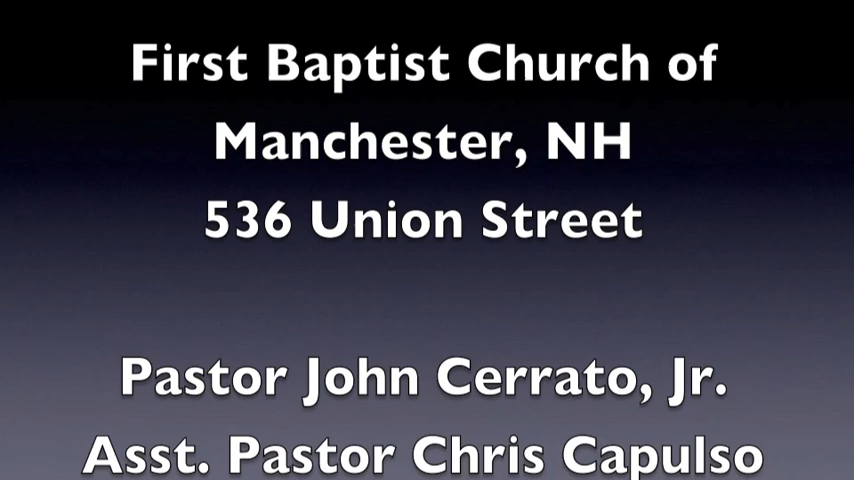 First Baptist Church of
Manchester, NH
536 Union Street
Pastor John Cerrato, Jr.
Asst. Pastor Chris Capulso